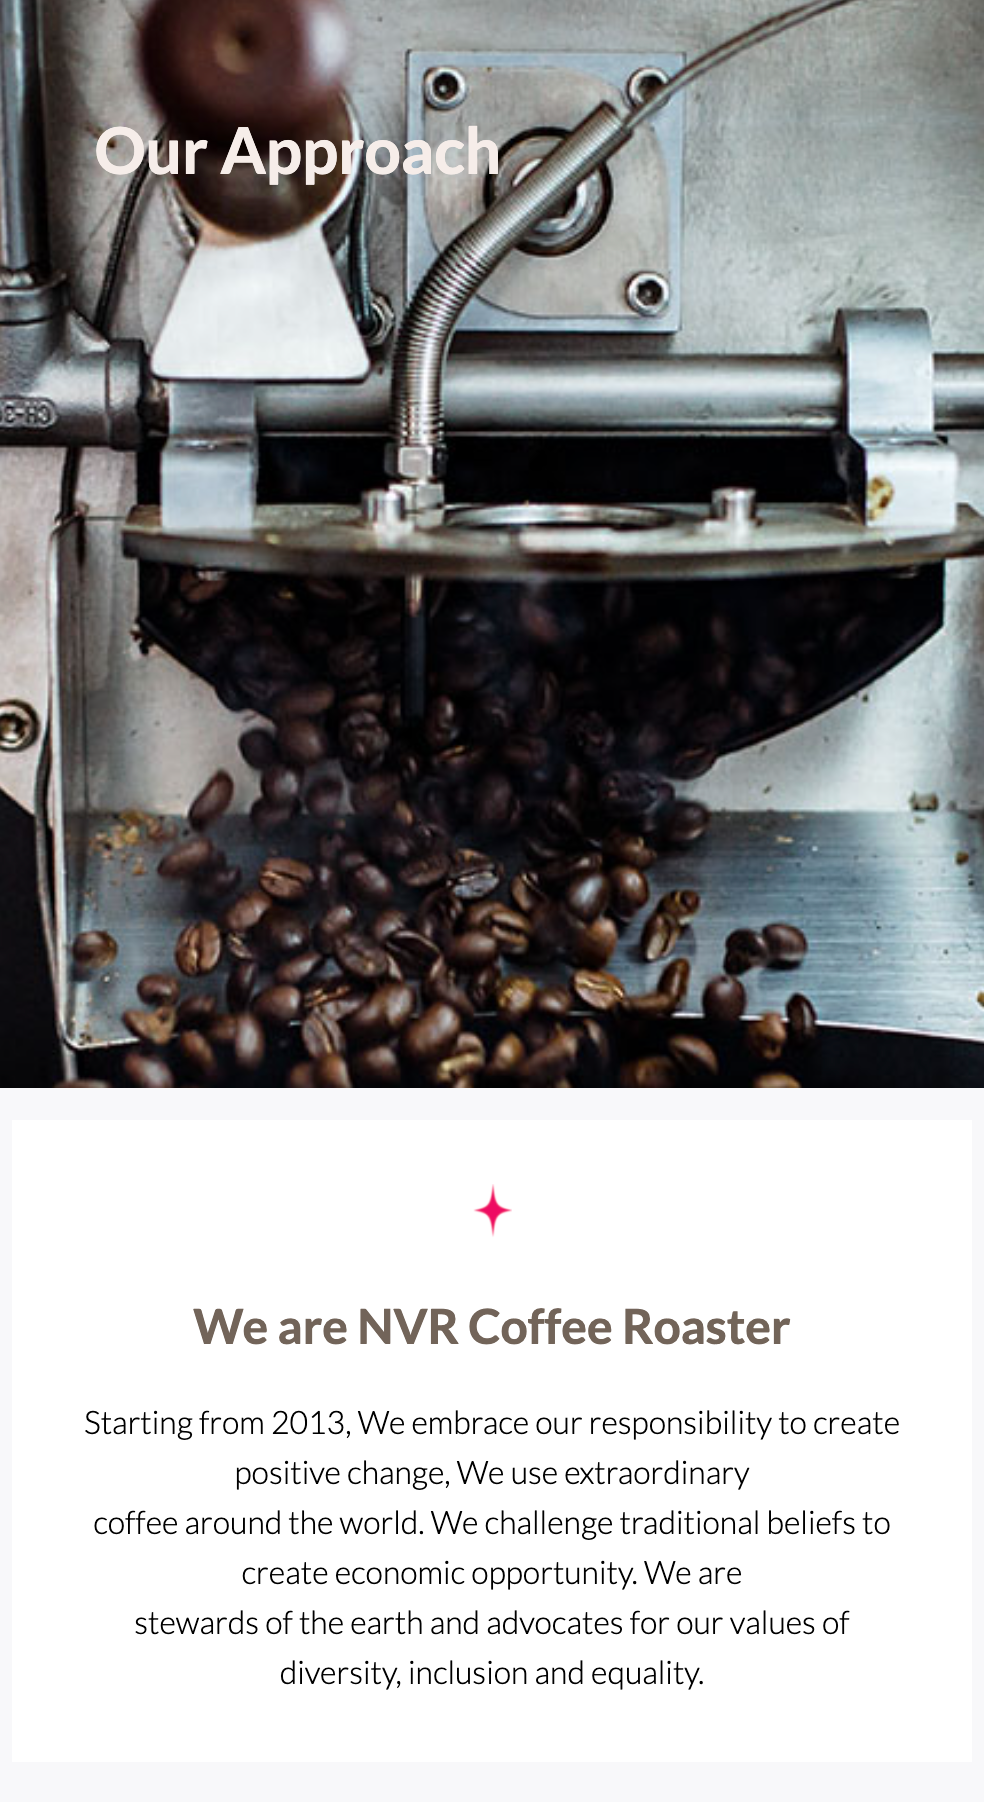 Our Approach
We are NVR Coffee Roaster
Starting from 2013, We embrace our responsibility to create
positive change, We use extraordinary
coffee around the world. We challenge traditional beliefs to
create economic opportunity. We are
stewards of the earth and advocates for our values of
diversity, inclusion and equality.